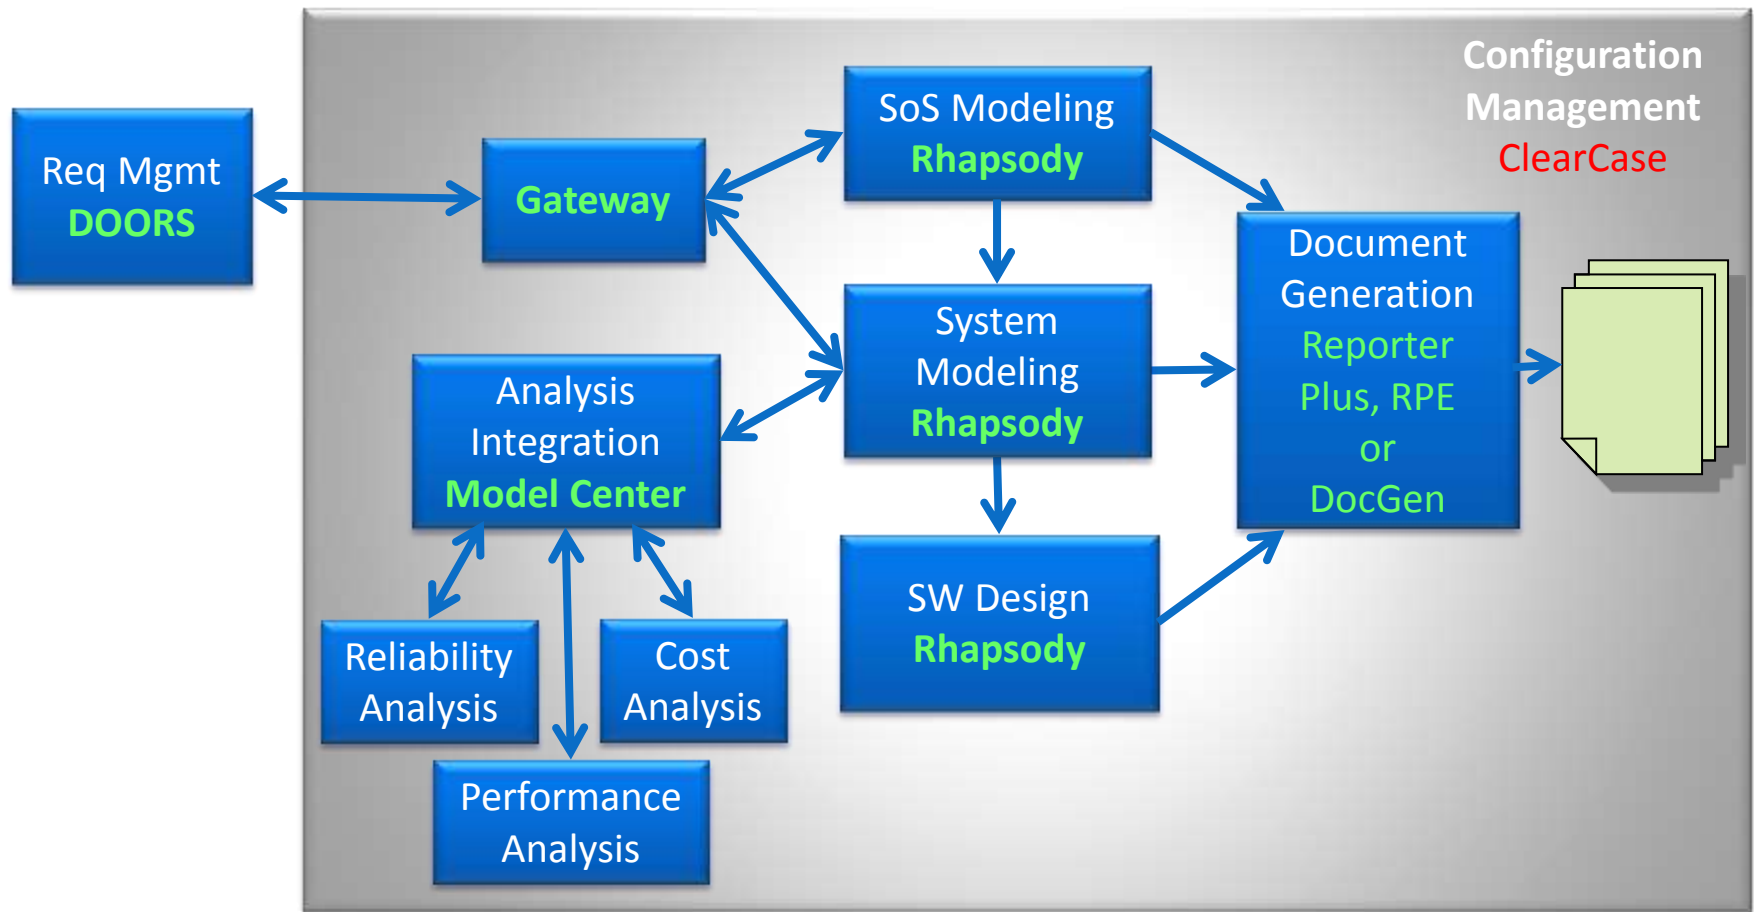 Configuration
Management
ClearCase
Req Mgmt
DOORS
Gateway
SoS Modeling
Rhapsody
System
Modeling
Rhapsody
SW Design
Rhapsody
Document
Generation
Reporter
Plus, RPE
or
DocGen
Analysis
Integration
Model Center
Reliability
Analysis
Cost
Analysis
Performance
Analysis